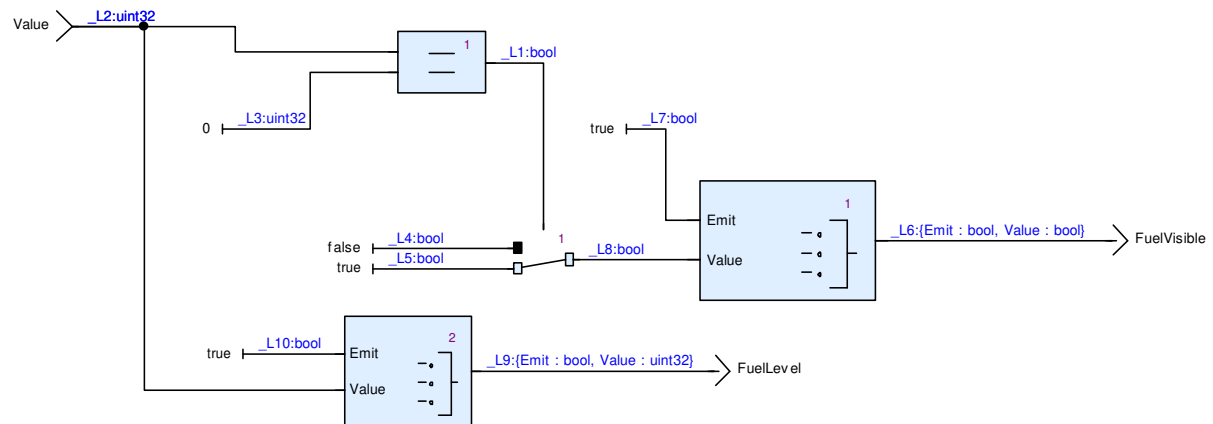 Value
_L2:uint32
1
_L1:bool
0
_L3:uint32
true
_L7:bool
Emit
Value
1
_L6:{Emit : bool, Value : bool}
FuelVisible
false
_L4:bool
true
_L5:bool
1
_L8:bool
true
_L10:bool
Emit
Value
2
_L9:{Emit : bool, Value : uint32}
FuelLevel